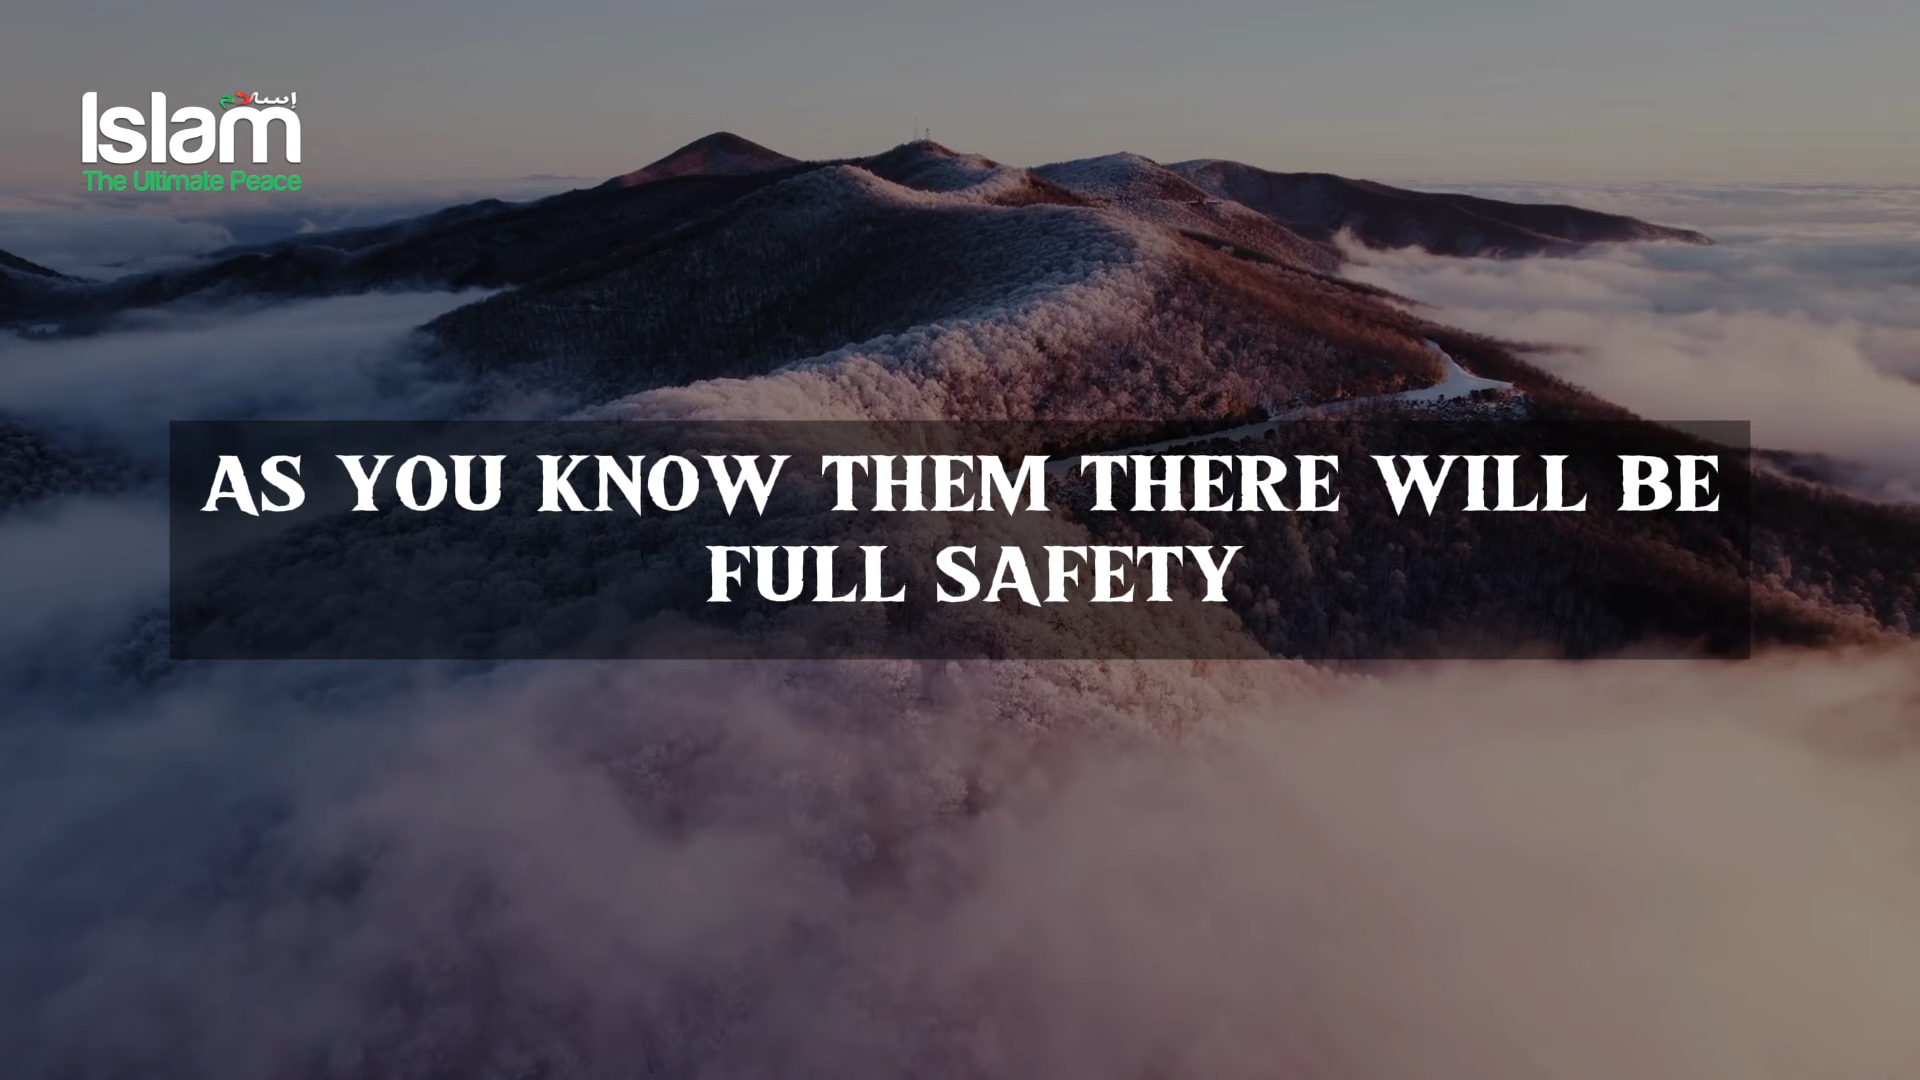 إسلام
Islam
The Ultimate Peace
AS YOU KNOW THEM THERE WILL BE
FULL SAFETY